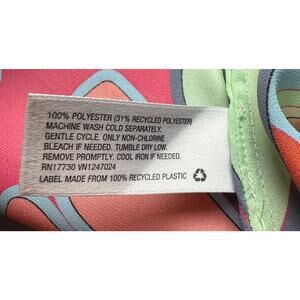 100% POLYESTER (31% RECYCLED POLYESTER)
MACHINE WASH COLD SEPARATELY.
GENTLE CYCLE. ONLY NON-CHLORINE
BLEACH IF NEEDED. TUMBLE DRY LOW.
REMOVE PROMPTLY. COOL IRON IF NEEDED.
RN17730 VN1247024
LABEL MADE FROM 100% RECYCLED PLASTIC